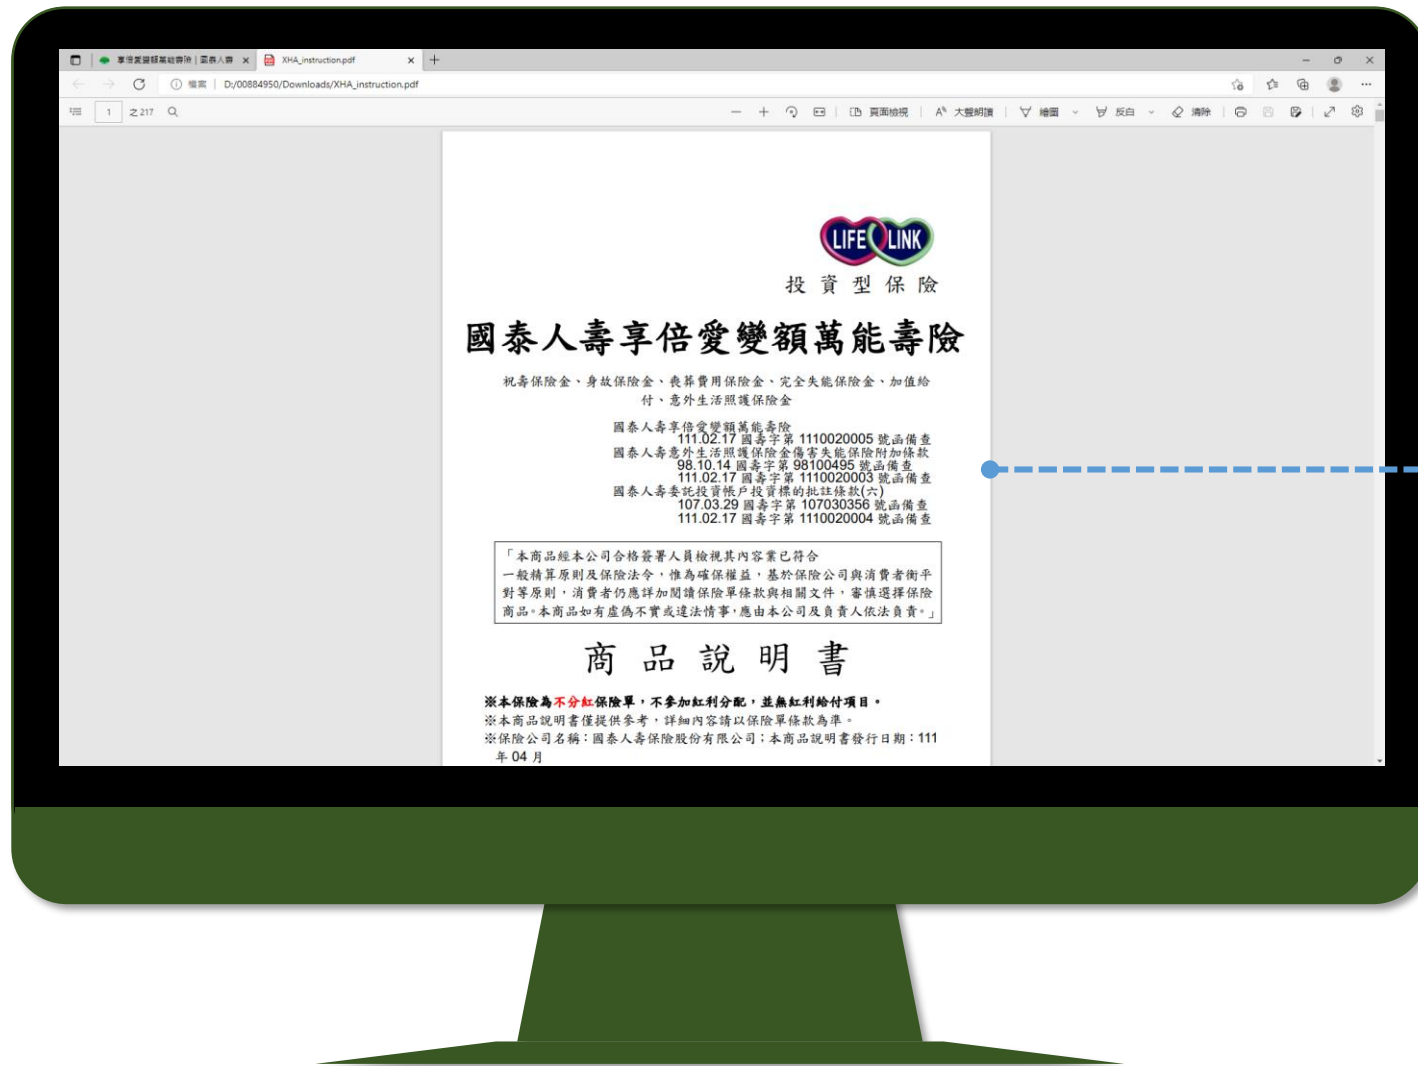 享倍愛變額萬能壽險 | 國泰人壽
XHA_instruction.pdf
檔案 | D:/00884950/Downloads/XHA_instruction.pdf
1 之 217
頁面檢視 大聲朗讀 繪圖 反白 清除
LIFE LINK
投資型保險
國泰人壽享倍愛變額萬能壽險
祝壽保險金、身故保險金、喪葬費用保險金、完全失能保險金、加值給
付、意外生活照護保險金
國泰人壽享倍愛變額萬能壽險
111.02.17 國壽字第 1110020005 號函備查
國泰人壽意外生活照護保險金傷害失能保險附加條款
98.10.14 國壽字第 98100495 號函備查
111.02.17 國壽字第 1110020003 號函備查
國泰人壽委託投資帳戶投資標的批註條款(六)
107.03.29 國壽字第 107030356 號函備查
111.02.17 國壽字第 1110020004 號函備查
「本商品經本公司合格簽署人員檢視其內容業已符合
一般精算原則及保險法令，惟為確保權益，基於保險公司與消費者衡平
對等原則，消費者仍應詳加閱讀保險單條款與相關文件，審慎選擇保險
商品。本商品如有虛偽不實或違法情事，應由本公司及負責人依法負責。」
商品說明書
※本保險為不分紅保險單，不參加紅利分配，並無紅利給付項目。
※本商品說明書僅提供參考，詳細內容請以保險單條款為準。
※保險公司名稱：國泰人壽保險股份有限公司；本商品說明書發行日期：111
年 04 月